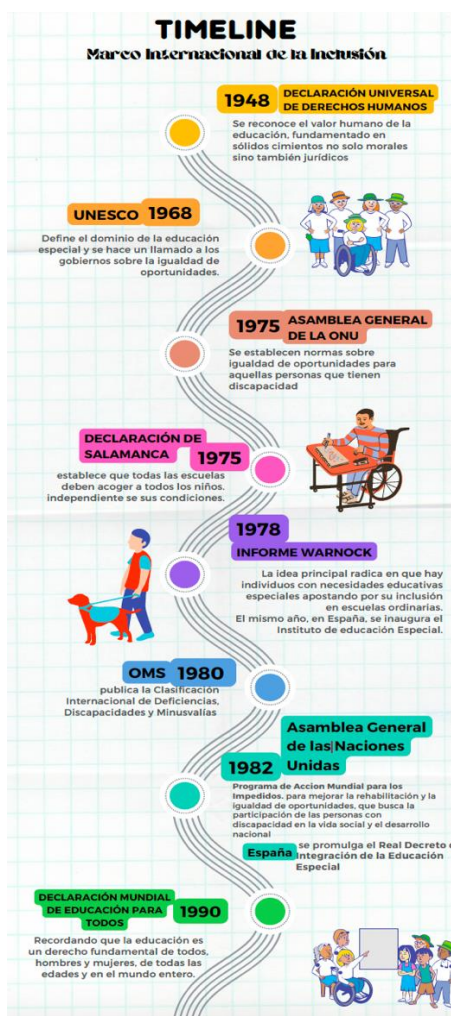 TIMELINE
Marco Internacional de la Inclusión
1948
DECLARACIÓN UNIVERSAL
DE DERECHOS HUMANOS
Se reconoce el valor humano de la
educación, fundamentado en
sólidos cimientos no solo morales
sino también jurídicos
UNESCO 1968
Define el dominio de la educación
especial y se hace un llamado a los
gobiernos sobre la igualdad de
oportunidades.
1975
ASAMBLEA GENERAL
DE LA ONU
Se establecen normas sobre
igualdad de oportunidades para
aquellas personas que tienen
discapacidad
DECLARACIÓN DE
SALAMANCA
1975
establece que todas las escuelas
deben acoger a todos los niños.
independiente se sus condiciones.
1978
INFORME WARNOCK
La idea principal radica en que hay
individuos con necesidades educativas
especiales apostando por su inclusión
en escuelas ordinarias.
El mismo año, en España, se inaugura el
Instituto de educación Especial.
OMS 1980
publica la Clasificación
Internacional de Deficiencias,
Discapacidades y Minusvalías
1982
Asamblea General
de las Naciones
Unidas
Programa de Accion Mundial para los
Impedidos. para mejorar la rehabilitación y la
igualdad de oportunidades, que busca la
participación de las personas con
discapacidad en la vida social y el desarrollo
nacional
España
se promulga el Real Decreto
Integración de la Educación
Especial
DECLARACIÓN MUNDIAL
DE EDUCACIÓN PARA
TODOS
1990
Recordando que la educación es
un derecho fundamental de todos,
hombres y mujeres, de todas las
edades y en el mundo entero.